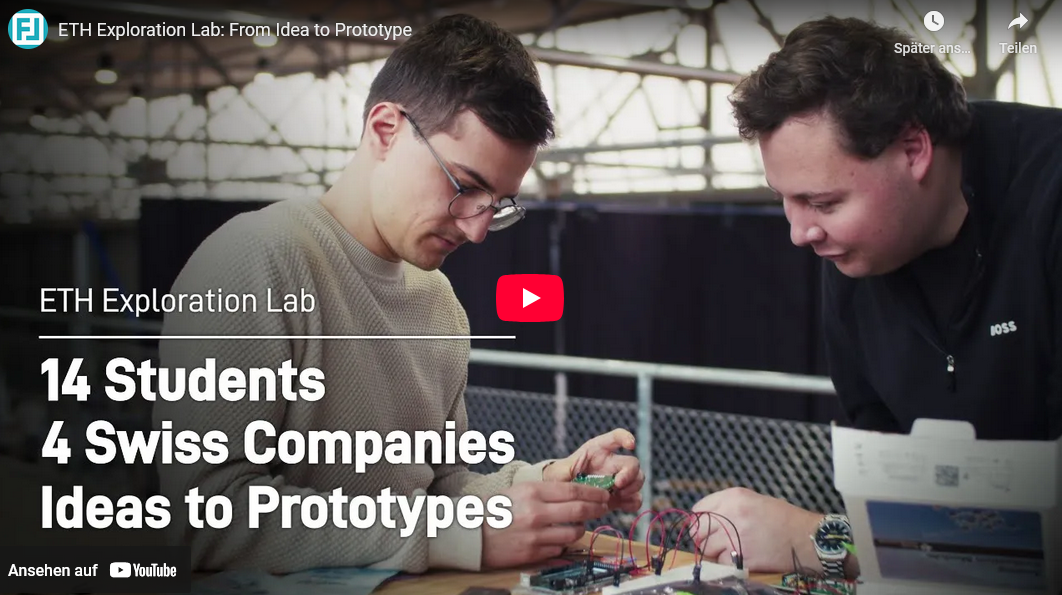 ETH Exploration Lab: From Idea to Prototype
Später ans...
Teilen
ETH Exploration Lab
14 Students
4 Swiss Companies
Ideas to Prototypes
BOSS
Ansehen auf YouTube